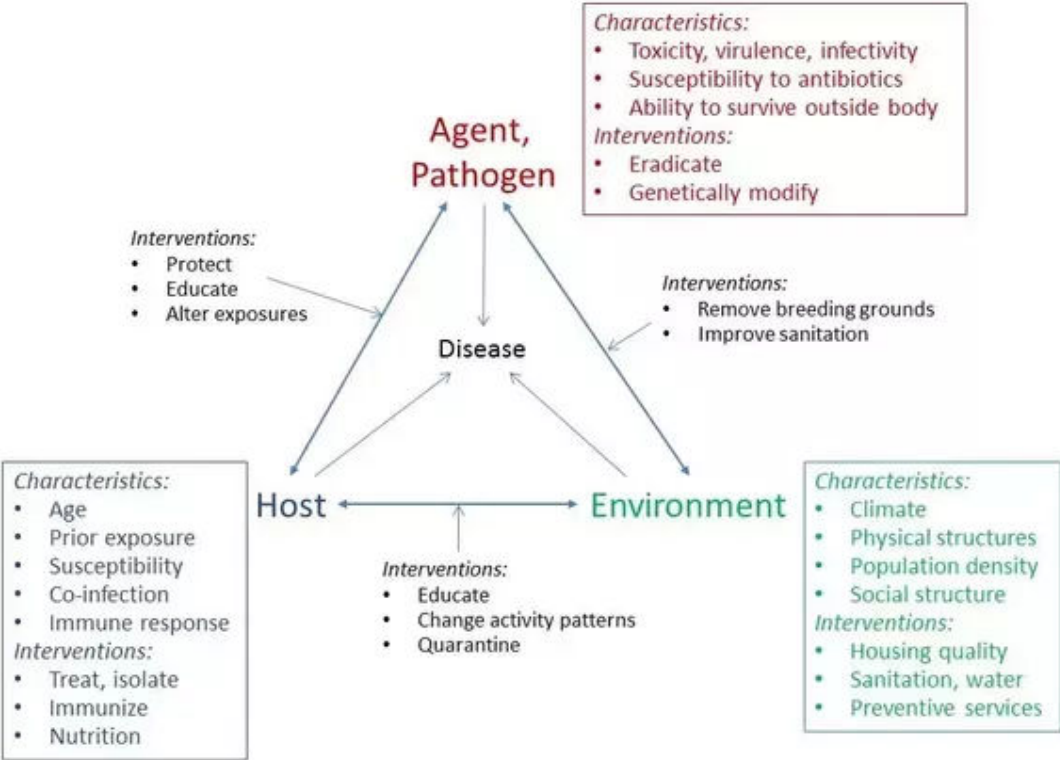 Characteristics:
• Toxicity, virulence, infectivity
• Susceptibility to antibiotics
• Ability to survive outside body
Interventions:
• Eradicate
• Genetically modify
Agent,
Pathogen
Interventions:
• Protect
• Educate
• Alter exposures
Interventions:
• Remove breeding grounds
• Improve sanitation
Disease
Characteristics:
• Age
• Prior exposure
• Susceptibility
• Co-infection
• Immune response
Interventions:
• Treat, isolate
• Immunize
• Nutrition
Host
Environment
Interventions:
• Educate
• Change activity patterns
• Quarantine
Characteristics:
• Climate
• Physical structures
• Population density
• Social structure
Interventions:
• Housing quality
• Sanitation, water
• Preventive services